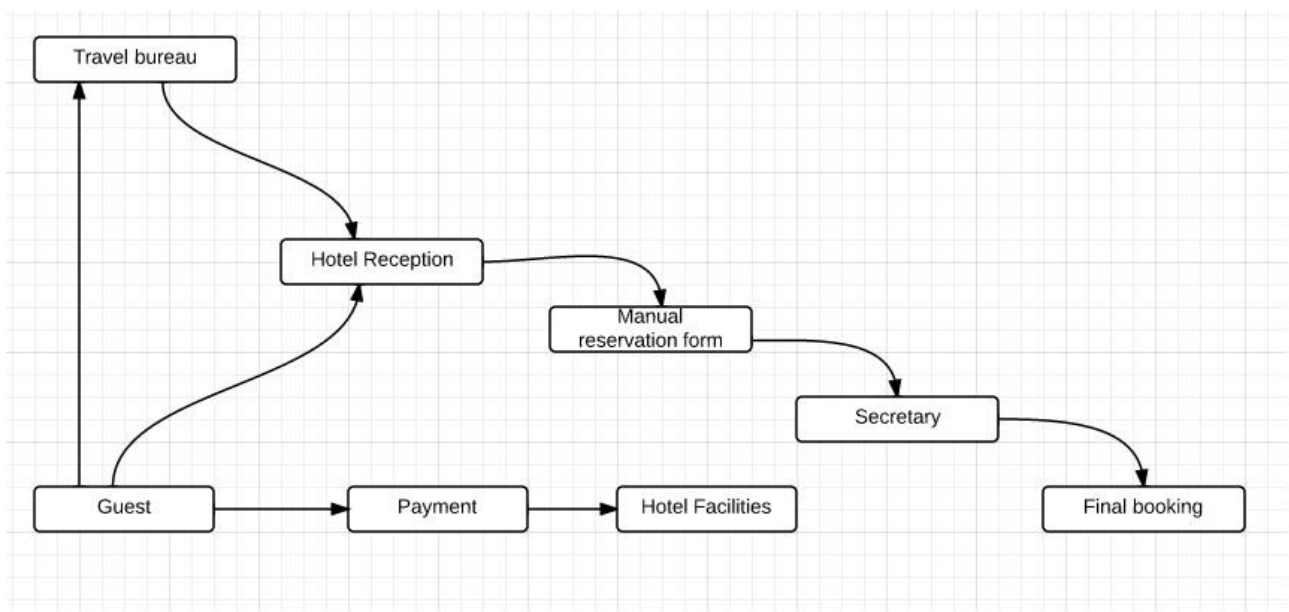 Travel bureau
Hotel Reception
Manual
reservation form
Secretary
Guest
Payment
Hotel Facilities
Final booking